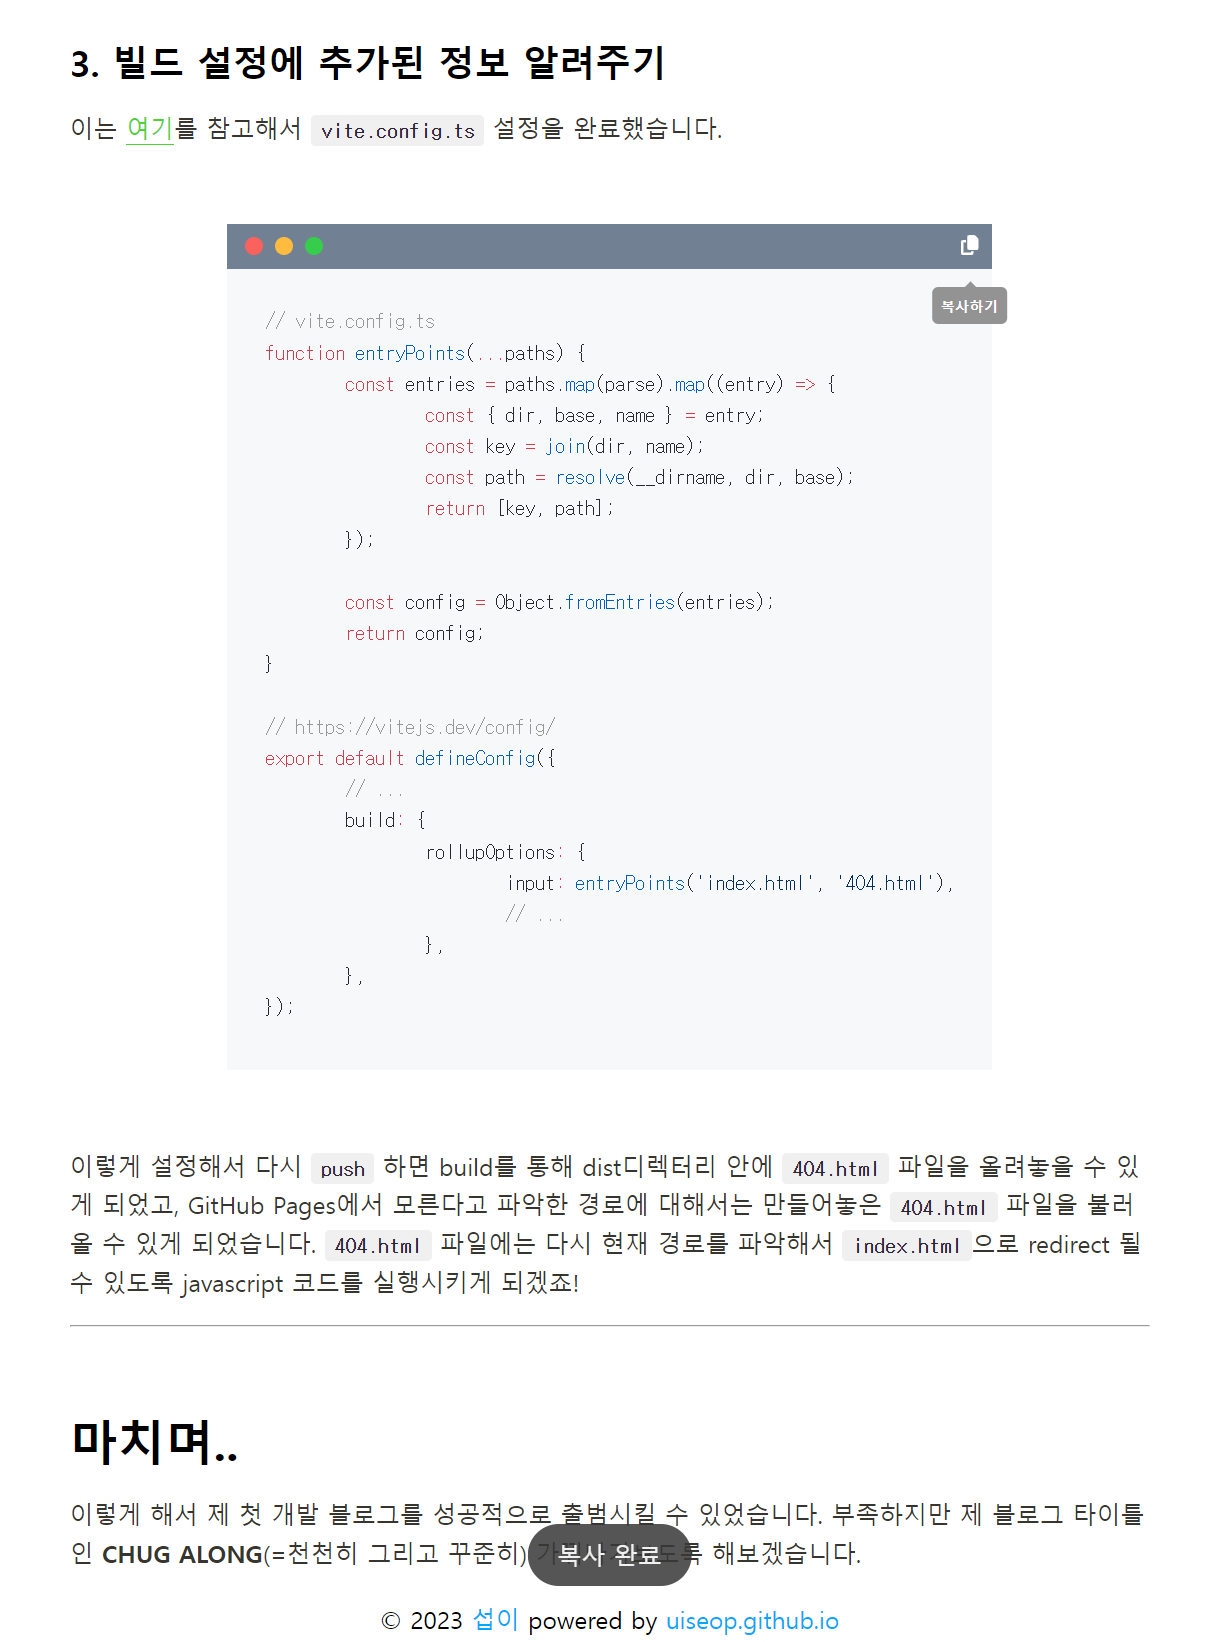 3. 빌드 설정에 추가된 정보 알려주기
이는 여기를 참고해서 vite.config.ts 설정을 완료했습니다.
복사하기
// vite.config.ts
function entryPoints(...paths) {
const entries = paths.map(parse).map((entry) => {
const { dir, base, name } = entry;
const key = join(dir, name);
const path = resolve(__dirname, dir, base);
return [key, path];
});
const config = Object.fromEntries(entries);
return config;
}
// https://vitejs.dev/config/
export default defineConfig({
// ...
build: {
rollupOptions: {
input: entryPoints('index.html', '404.html'),
// ...
},
},
});
이렇게 설정해서 다시 push 하면 build를 통해 dist디렉터리 안에 404.html 파일을 올려놓을 수 있
게 되었고, GitHub Pages에서 모른다고 파악한 경로에 대해서는 만들어놓은 404.html 파일을 불러
올 수 있게 되었습니다. 404.html 파일에는 다시 현재 경로를 파악해서 index.html으로 redirect 될
수 있도록 javascript 코드를 실행시키게 되겠죠!
마치며..
이렇게 해서 제 첫 개발 블로그를 성공적으로 출범시킬 수 있었습니다. 부족하지만 제 블로그 타이틀
인 CHUG ALONG(=천천히 그리고 꾸준히) 해보겠습니다.
복사 완료
© 2023 섭이 powered by uiseop.github.io